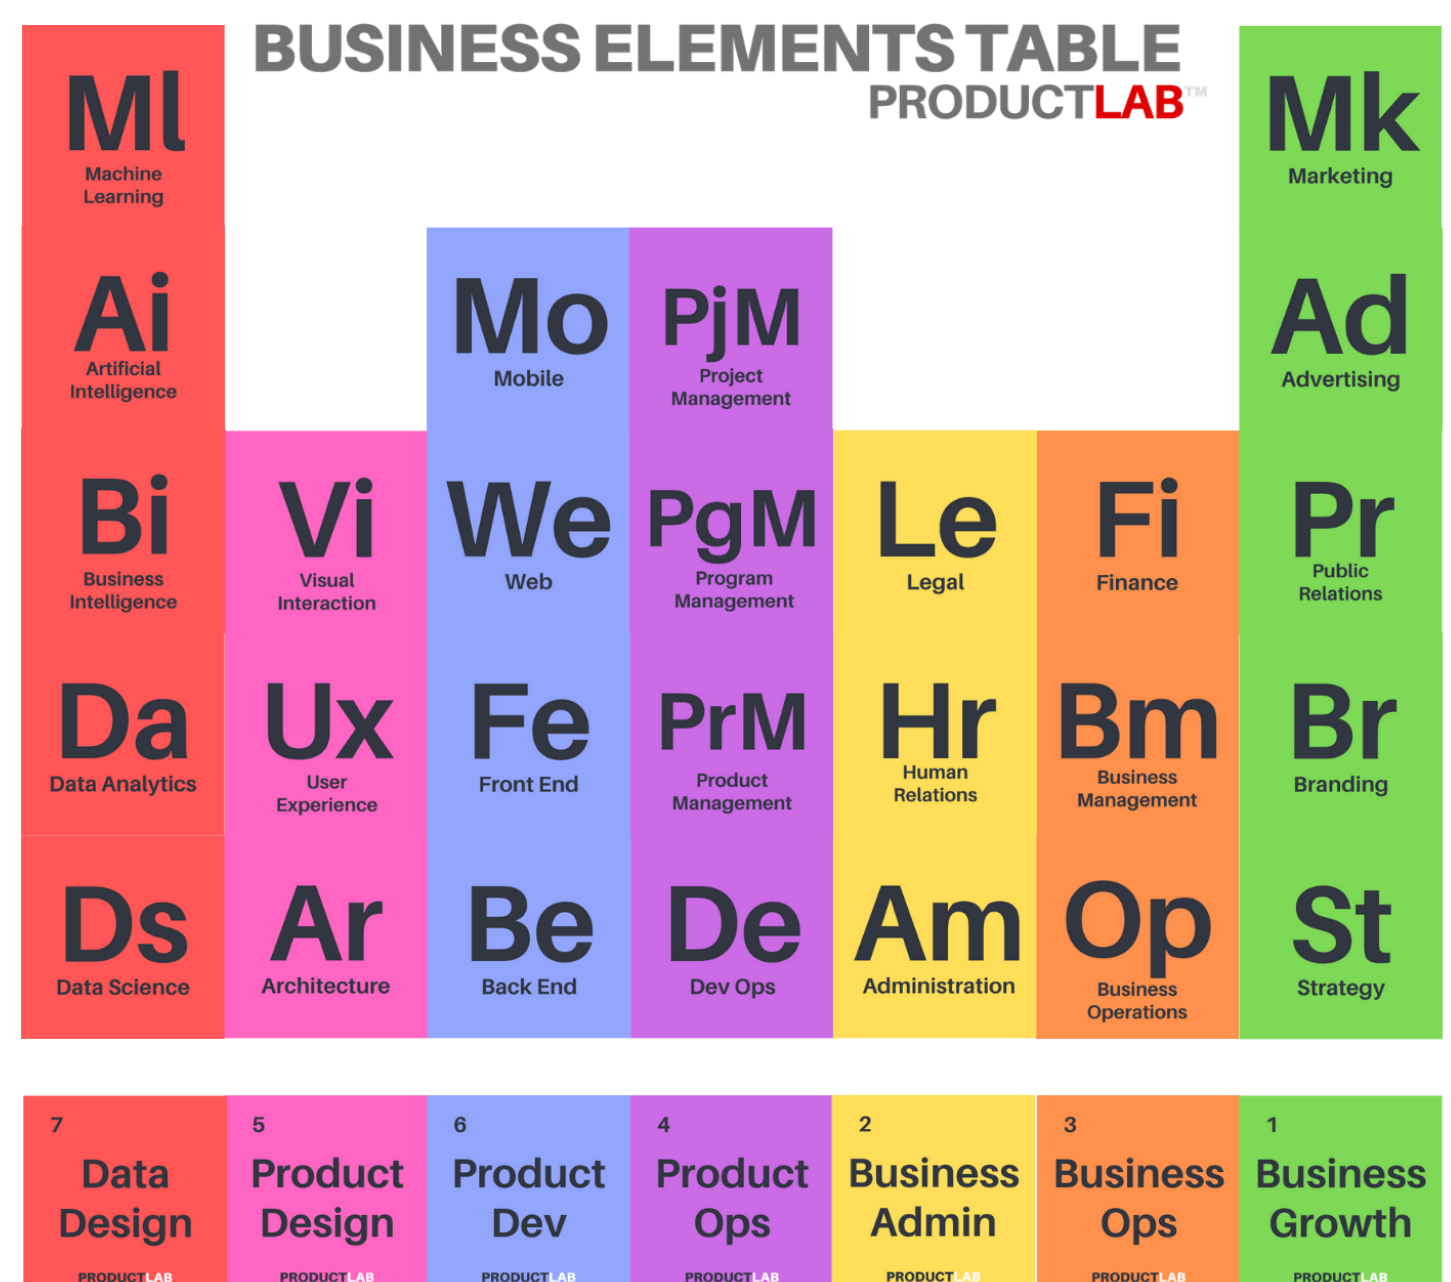 BUSINESS ELEMENTS TABLE
PRODUCTLAB™
Ml
Machine
Learning
Mk
Marketing
Ai
Artificial
Intelligence
Mo
Mobile
PjM
Project
Management
Ad
Advertising
Bi
Business
Intelligence
Vi
Visual
Interaction
We
Web
PgM
Program
Management
Le
Legal
Fi
Finance
Pr
Public
Relations
Da
Data Analytics
Ux
User
Experience
Fe
Front End
PrM
Product
Management
Hr
Human
Relations
Bm
Business
Management
Br
Branding
Ds
Data Science
Ar
Architecture
Be
Back End
De
Dev Ops
Am
Administration
Op
Business
Operations
St
Strategy
7
Data
Design
PRODUCTLAB
5
Product
Design
PRODUCTLAB
6
Product
Dev
PRODUCTLAB
4
Product
Ops
PRODUCTLAB
2
Business
Admin
PRODUCTLAB
3
Business
Ops
PRODUCTLAB
1
Business
Growth
PRODUCTLAB